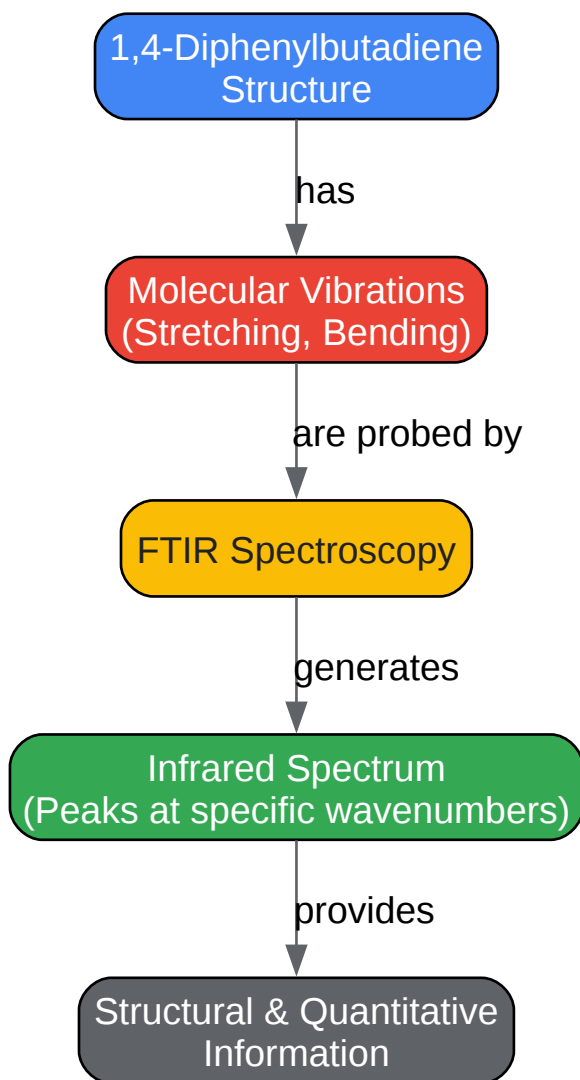 1,4-Diphenylbutadiene
Structure
has
Molecular Vibrations
(Stretching, Bending)
are probed by
FTIR Spectroscopy
generates
Infrared Spectrum
(Peaks at specific wavenumbers)
provides
Structural & Quantitative
Information